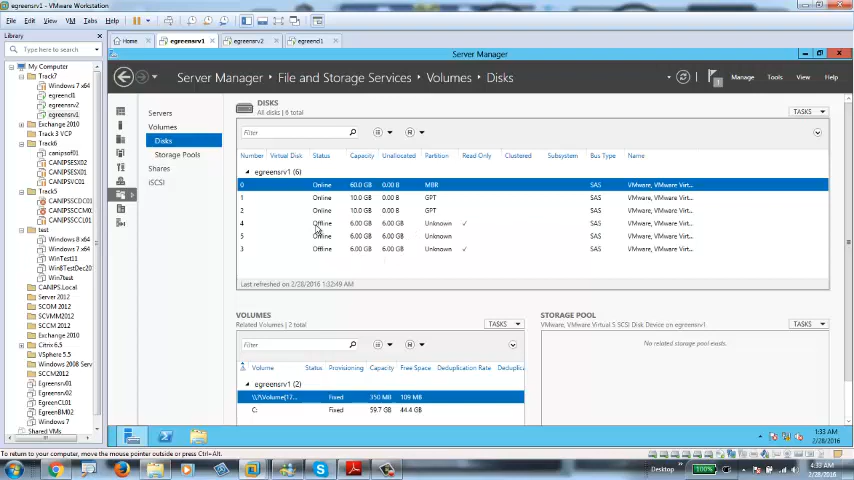 egreensrv1 - VMware Workstation
File Edit View VM Tabs Help
Library
Type here to search
My Computer
Track7
Windows 7 x64
egreencl1
egreensrv2
egreensrv1
Track 3 VCP
Track6
canipsof01
CANIPSESX02
CANIPSESX01
CANIPSVC01
Track5
CANIPSSCDC01
CANIPSSCCM01
CANIPSSCCL01
test
Windows 8 x64
Windows 7 x64
WinTest11
Win8TestDec20
Win7test
CANIPS.Local
Server 2012
SCOM 2012
SCVMM2012
SCCM 2012
Citrix 6.5
VSphere 5.5
Windows 2008 Serv
SCCM2012
Egreensrv01
Egreensrv02
EgreenCL01
EgreenBM02
Windows 7
Shared VMs
Home egreensrv1 egreensrv2 egreencl1
Server Manager
Server Manager File and Storage Services Volumes Disks
Manage Tools View Help
Servers
Volumes
Disks
Storage Pools
Shares
iSCSI
DISKS
All disks | 6 total
TASKS
Filter
Number Virtual Disk Status Capacity Unallocated Partition Read Only Clustered Subsystem Bus Type Name
egreensrv1 (6)
0 Online 60.0 GB 0.00 B MBR SAS VMware, VMware Virt...
1 Online 10.0 GB 0.00 B GPT SAS VMware, VMware Virt...
2 Online 10.0 GB 0.00 B GPT SAS VMware, VMware Virt...
4 Offline 6.00 GB 6.00 GB Unknown ✓ SAS VMware, VMware Virt...
5 Online 6.00 GB 6.00 GB Unknown SAS VMware, VMware Virt...
3 Offline 6.00 GB 6.00 GB Unknown ✓ SAS VMware, VMware Virt...
Last refreshed on 2/28/2016 1:32:49 AM
VOLUMES
Related Volumes | 2 total
TASKS
Filter
Volume Status Provisioning Capacity Free Space Deduplication Rate Deduplic
egreensrv1 (2)
\\?\Volume{17... Fixed 350 MB 109 MB
C: Fixed 59.7 GB 44.4 GB
STORAGE POOL
VMware, VMware Virtual S SCSI Disk Device on egreensrv1
TASKS
No related storage pool exists.
1:33 AM
2/28/2016
To return to your computer, move the mouse pointer outside or press Ctrl+Alt.
Desktop
100%
4:33 AM
2/28/2016